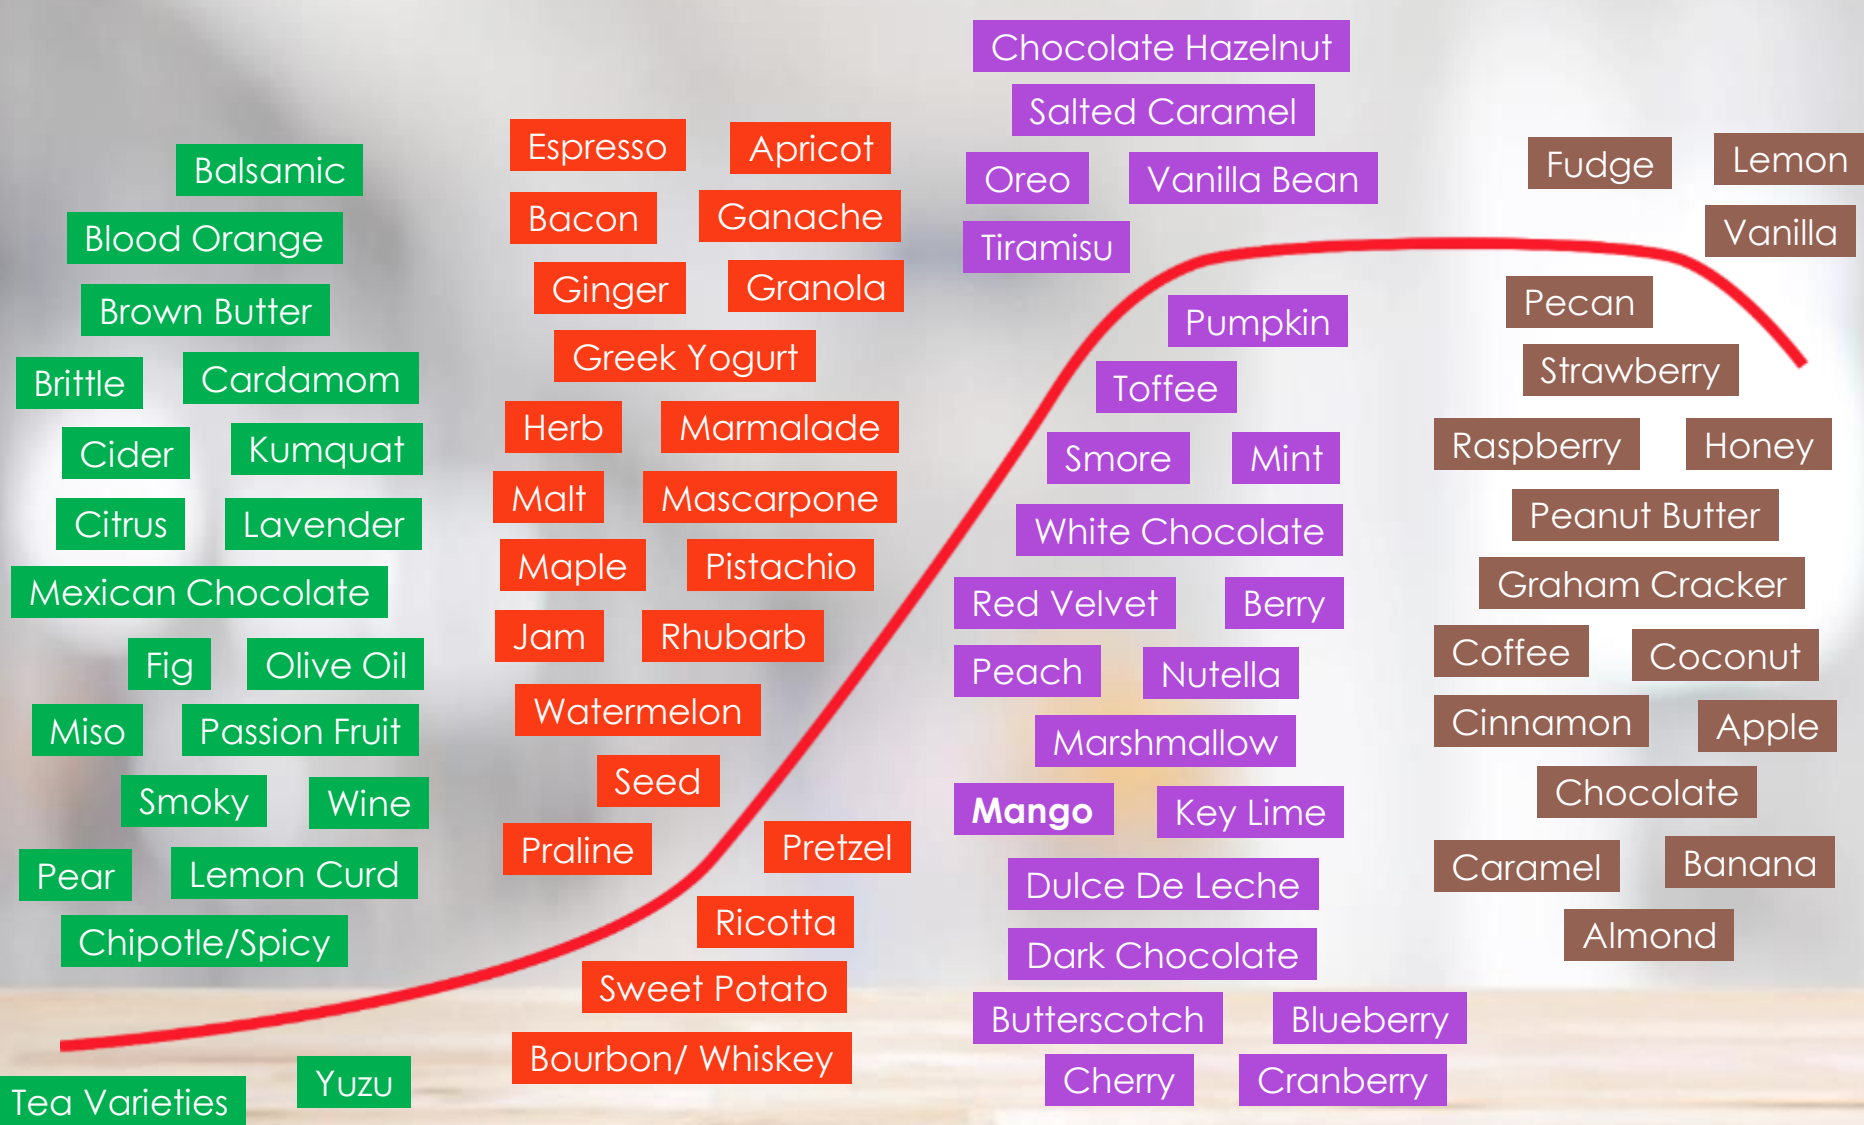 Balsamic
Blood Orange
Brown Butter
Brittle
Cardamom
Cider
Kumquat
Citrus
Lavender
Mexican Chocolate
Fig
Olive Oil
Miso
Passion Fruit
Smoky
Wine
Pear
Lemon Curd
Chipotle/Spicy
Yuzu
Tea Varieties
Espresso
Apricot
Bacon
Ganache
Ginger
Granola
Greek Yogurt
Herb
Marmalade
Malt
Mascarpone
Maple
Pistachio
Jam
Rhubarb
Watermelon
Seed
Praline
Pretzel
Ricotta
Sweet Potato
Bourbon/ Whiskey
Chocolate Hazelnut
Salted Caramel
Oreo
Vanilla Bean
Tiramisu
Pumpkin
Toffee
Smore
Mint
White Chocolate
Red Velvet
Berry
Peach
Nutella
Marshmallow
Mango
Key Lime
Dulce De Leche
Dark Chocolate
Butterscotch
Blueberry
Cherry
Cranberry
Fudge
Lemon
Vanilla
Pecan
Strawberry
Raspberry
Honey
Peanut Butter
Graham Cracker
Coffee
Coconut
Cinnamon
Apple
Chocolate
Caramel
Banana
Almond